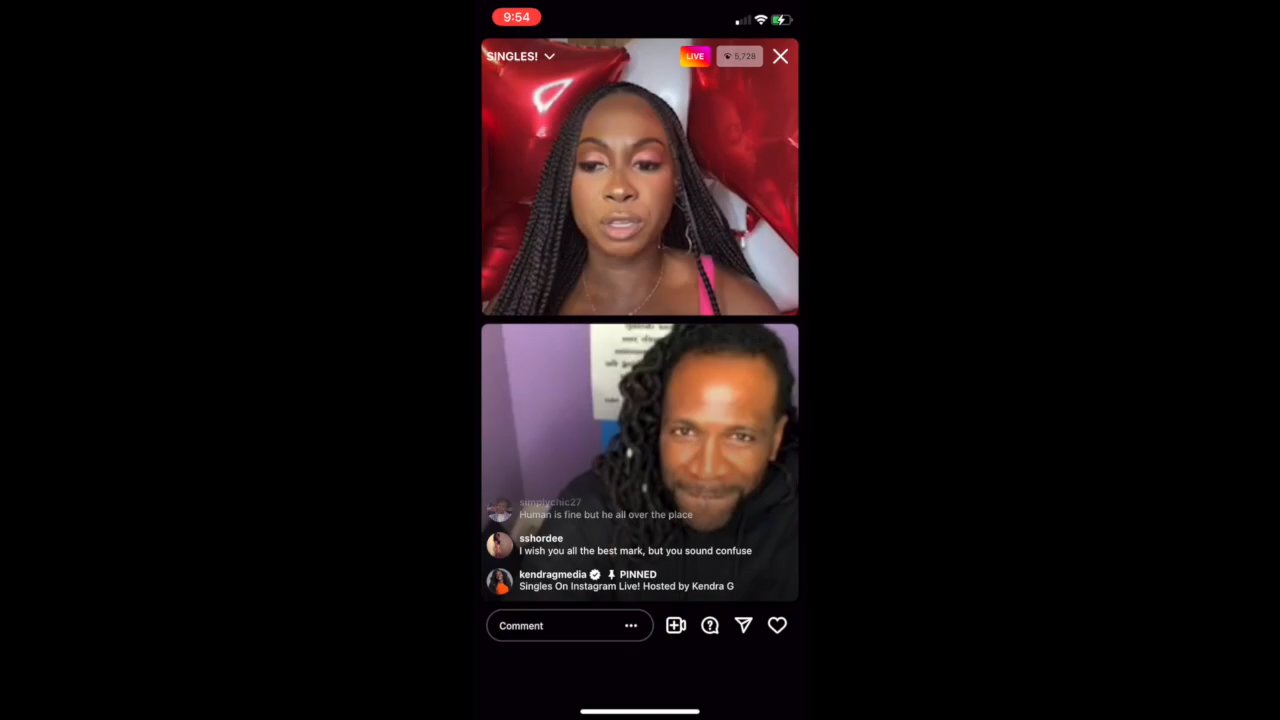 9:54
SINGLES!
LIVE
5,728
simplychic27
Human is fine but he all over the place
sshordee
I wish you all the best mark, but you sound confuse
kendragmedia PINNED
Singles On Instagram Live! Hosted by Kendra G
Comment